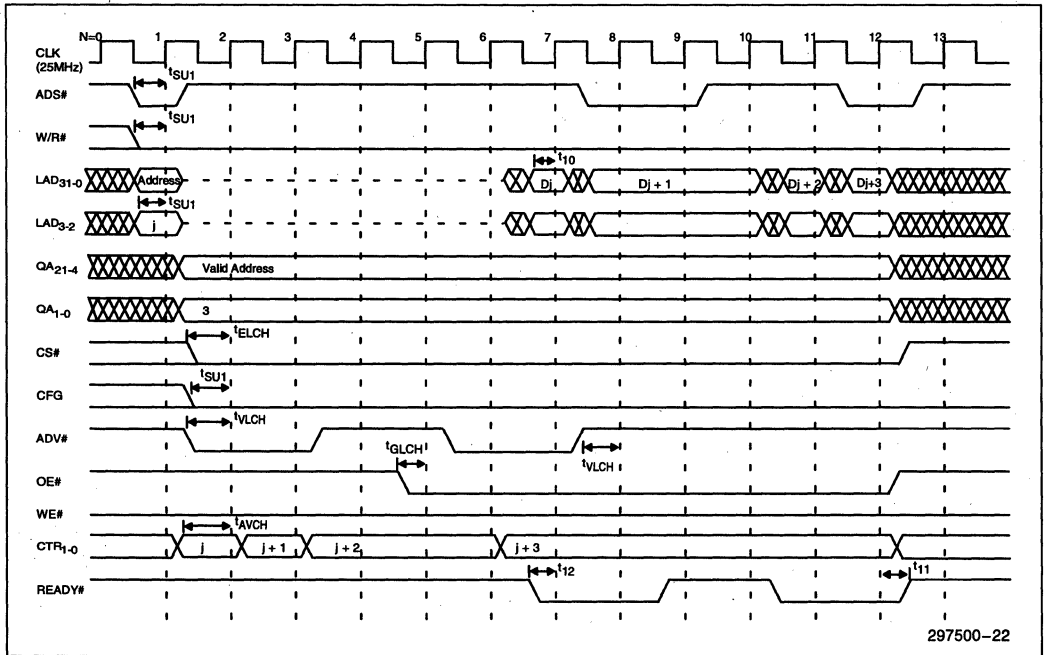 N=0 1 2 3 4 5 6 7 8 9 10 11 12 13
CLK
(25MHz)
tSU1
ADS#
tSU1
W/R#
t10
LAD31-0 Address Dj Dj + 1 Dj + 2 Dj+3
tSU1
LAD3-2 j
QA21-4 Valid Address
QA1-0 3
tELCH
CS#
tSU1
CFG
tVLCH
ADV#
tGLCH
tVLCH
OE#
WE#
tAVCH
CTR1-0 j j + 1 j + 2 j + 3
t12 t11
READY#
297500–22